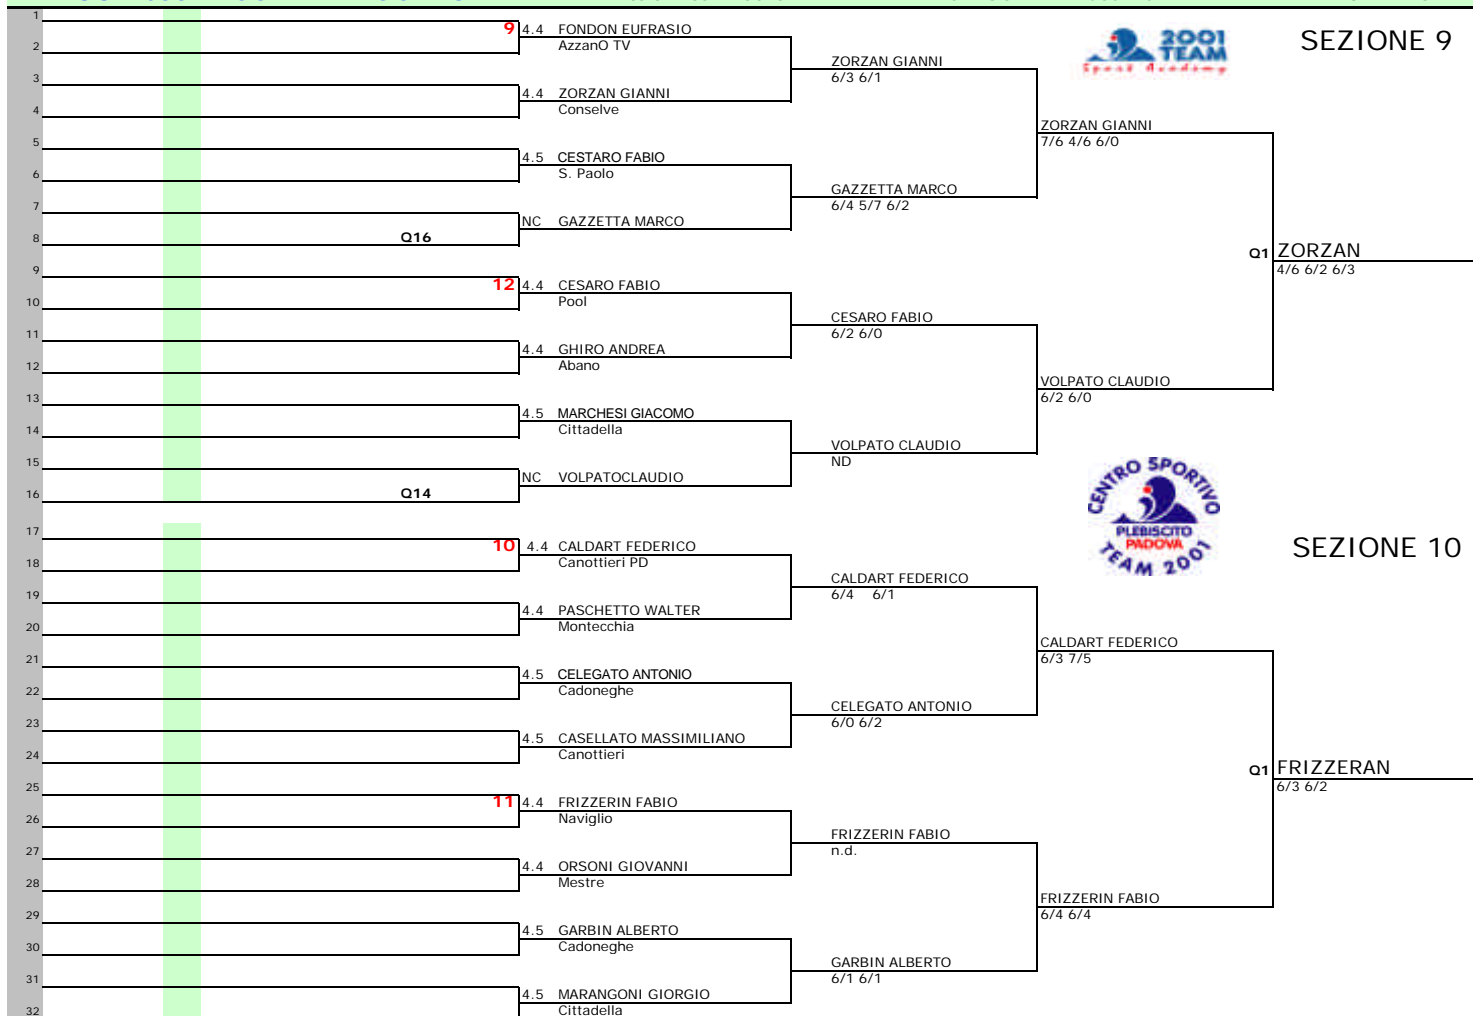 1
9 4.4 FONDON EUFRASIO
2001 TEAM
Sport Academy
SEZIONE 9
2
AzzanO TV
ZORZAN GIANNI
3
6/3 6/1
4.4 ZORZAN GIANNI
4
Conselve
ZORZAN GIANNI
5
7/6 4/6 6/0
4.5 CESTARO FABIO
6
S. Paolo
GAZZETTA MARCO
7
6/4 5/7 6/2
NC GAZZETTA MARCO
8
Q16
Q1 ZORZAN
9
4/6 6/2 6/3
12 4.4 CESARO FABIO
10
Pool
CESARO FABIO
11
6/2 6/0
4.4 GHIRO ANDREA
12
Abano
VOLPATO CLAUDIO
13
6/2 6/0
4.5 MARCHESI GIACOMO
14
Cittadella
VOLPATO CLAUDIO
15
ND
NC VOLPATOCLAUDIO
16
Q14
CENTRO SPORTIVO
PLEBISCITO
PADOVA
TEAM 2001
17
10 4.4 CALDART FEDERICO
SEZIONE 10
18
Canottieri PD
CALDART FEDERICO
19
6/4 6/1
4.4 PASCHETTO WALTER
20
Montecchia
CALDART FEDERICO
21
6/3 7/5
4.5 CELEGATO ANTONIO
22
Cadoneghe
CELEGATO ANTONIO
23
6/0 6/2
4.5 CASELLATO MASSIMILIANO
24
Canottieri
Q1 FRIZZERAN
25
6/3 6/2
11 4.4 FRIZZERIN FABIO
26
Naviglio
FRIZZERIN FABIO
27
n.d.
4.4 ORSONI GIOVANNI
28
Mestre
FRIZZERIN FABIO
29
6/4 6/4
4.5 GARBIN ALBERTO
30
Cadoneghe
GARBIN ALBERTO
31
6/1 6/1
4.5 MARANGONI GIORGIO
32
Cittadella